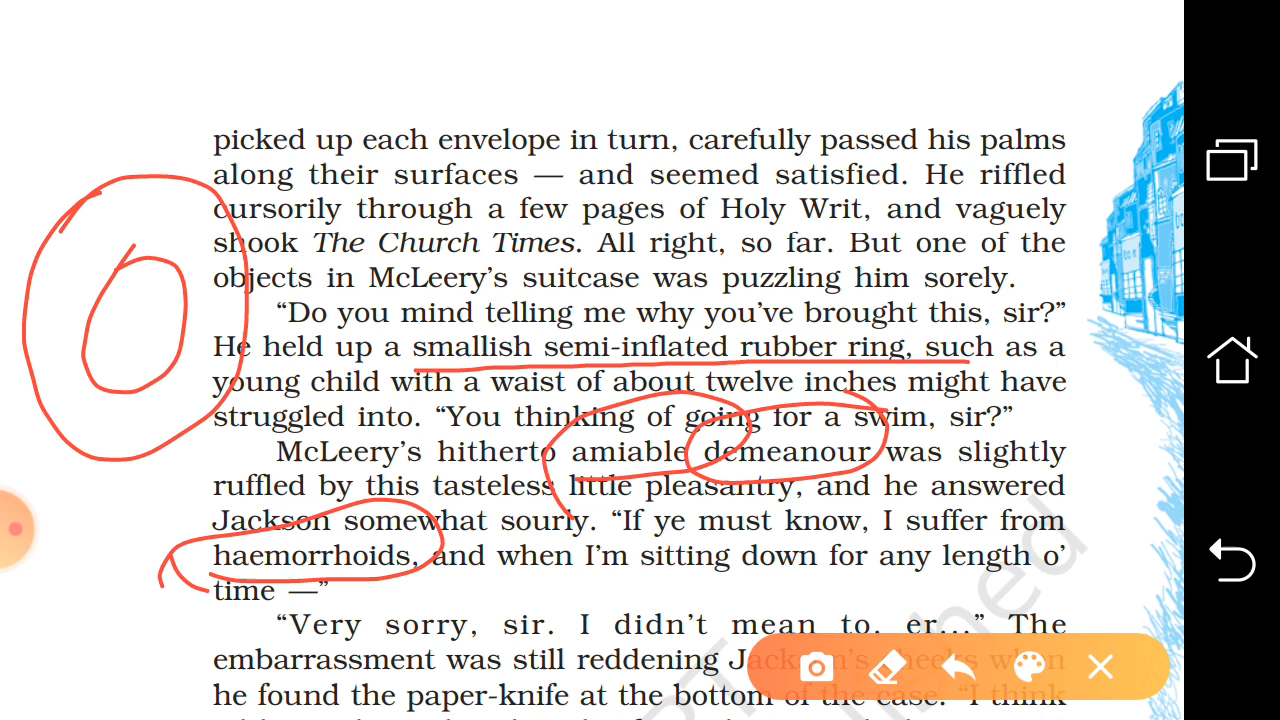 picked up each envelope in turn, carefully passed his palms
along their surfaces — and seemed satisfied. He riffled
cursorily through a few pages of Holy Writ, and vaguely
shook The Church Times. All right, so far. But one of the
objects in McLeery’s suitcase was puzzling him sorely.
“Do you mind telling me why you’ve brought this, sir?”
He held up a smallish semi-inflated rubber ring, such as a
young child with a waist of about twelve inches might have
struggled into. “You thinking of going for a swim, sir?”
McLeery’s hitherto amiable demeanour was slightly
ruffled by this tasteless little pleasantry, and he answered
Jackson somewhat sourly. “If ye must know, I suffer from
haemorrhoids, and when I’m sitting down for any length o’
time —”
“Very sorry, sir. I didn’t mean to, er...” The
embarrassment was still reddening Jackson’s cheeks when
he found the paper-knife at the bottom of the case. “I think